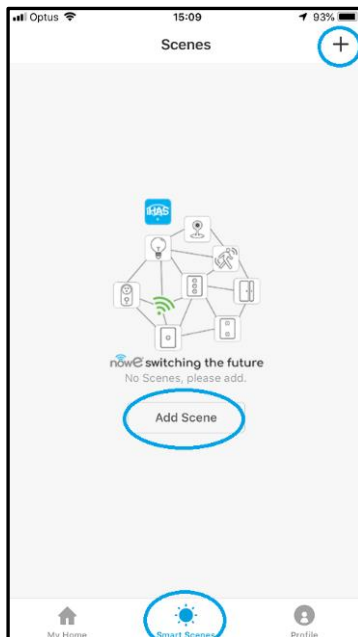 Optus 15:09 93%
Scenes
+
IHAS
nowe switching the future
No Scenes, please add.
Add Scene
My Home Smart Scenes Profile